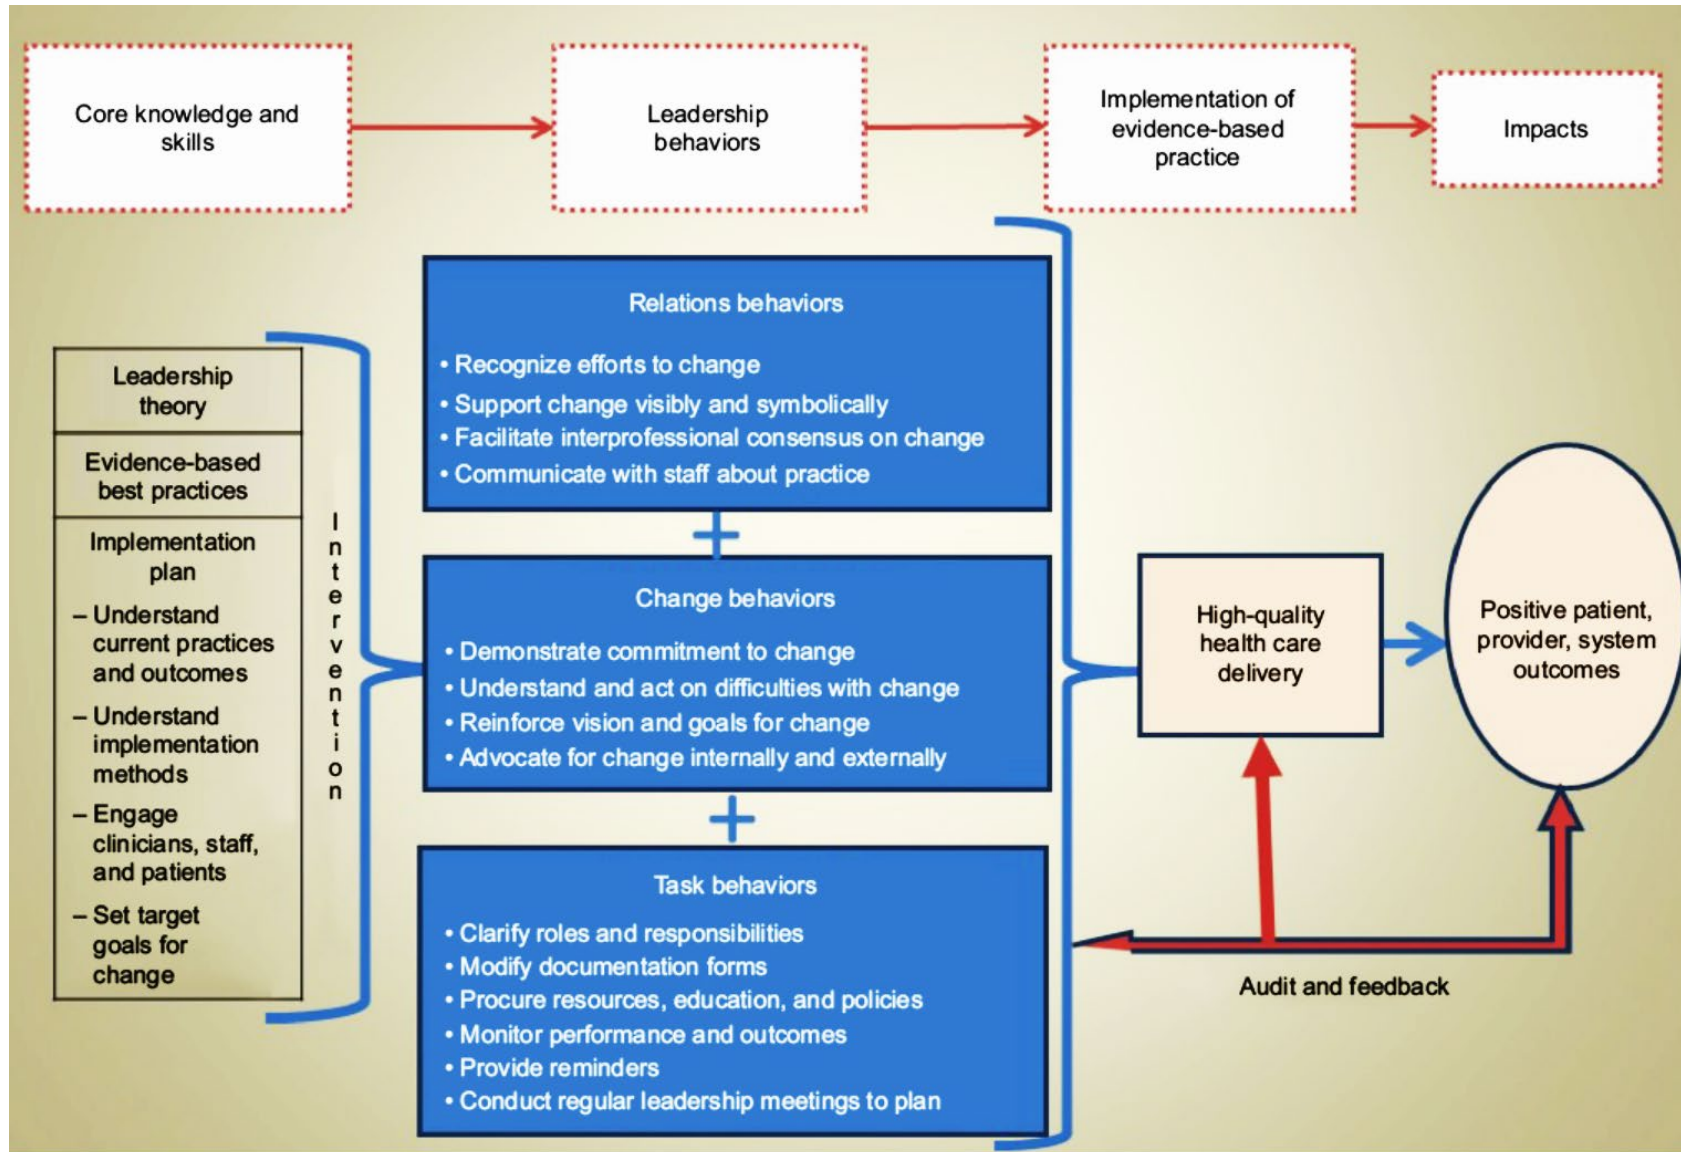 Core knowledge and
skills
Leadership
behaviors
Implementation of
evidence-based
practice
Impacts
Leadership
theory
Evidence-based
best practices
Implementation
plan
– Understand
current practices
and outcomes
– Understand
implementation
methods
– Engage
clinicians, staff,
and patients
– Set target
goals for
change
Intervention
Relations behaviors
• Recognize efforts to change
• Support change visibly and symbolically
• Facilitate interprofessional consensus on change
• Communicate with staff about practice
+
Change behaviors
• Demonstrate commitment to change
• Understand and act on difficulties with change
• Reinforce vision and goals for change
• Advocate for change internally and externally
+
Task behaviors
• Clarify roles and responsibilities
• Modify documentation forms
• Procure resources, education, and policies
• Monitor performance and outcomes
• Provide reminders
• Conduct regular leadership meetings to plan
High-quality
health care
delivery
Positive patient,
provider, system
outcomes
Audit and feedback